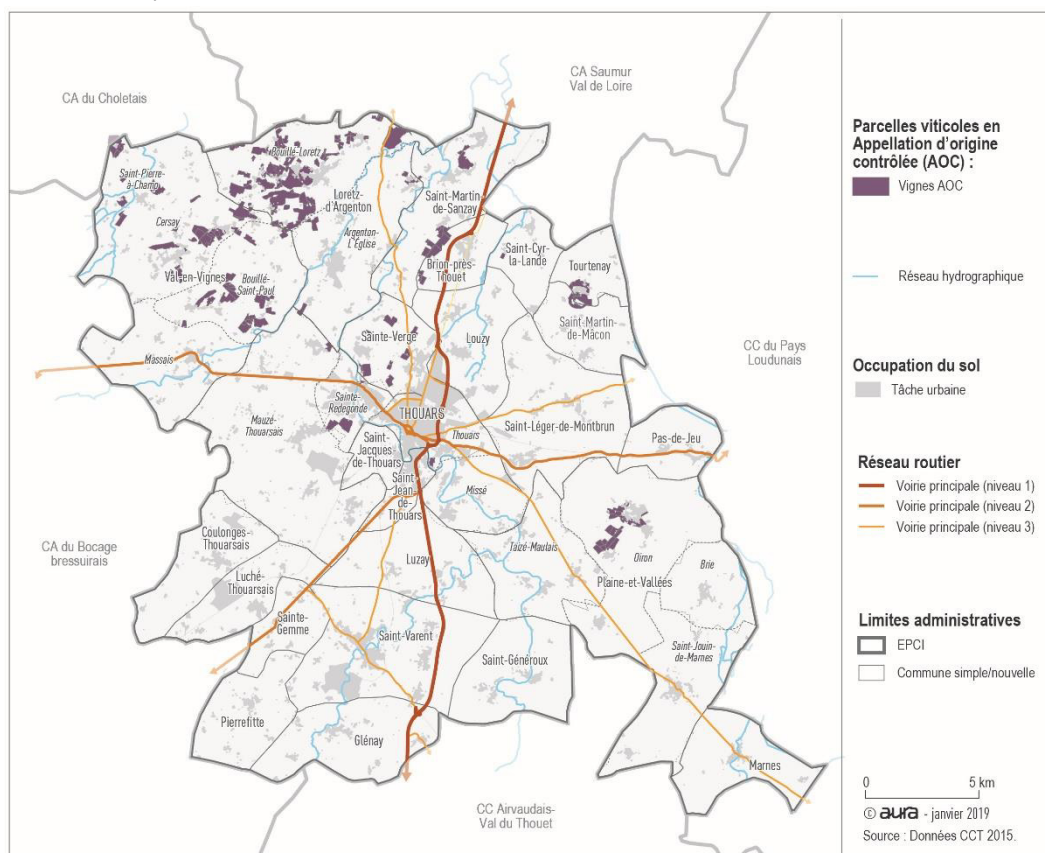 CA Saumur
Val de Loire
CA du Choletais
Bouillé-Loretz
Saint-Pierre-
à-Champ
Loretz-
d'Argenton
Saint-Martin-
de-Sanzay
Cersay
Argenton-
L'Église
Saint-Cyr-
la-Lande
Brion-près-
Thouet
Tourtenay
Val-en-Vignes
Bouillé-
Saint-Paul
Saint-Martin-
de-Mâcon
Sainte-Verge
Louzy
CC du Pays
Loudunais
Massais
Sainte-
Redegonde
THOUARS
Mauzé-
Thouarsais
Thouars
Saint-Léger-de-Montbrun
Pas-de-Jeu
Saint-
Jacques-
de-Thouars
Saint
Jean-
de-
Thouars
Missé
Coulonges-
Thouarsais
CA du Bocage
bressuirais
Luzay
Taizé-Maulais
Oiron
Brie
Luché-
Thouarsais
Plaine-et-Vallées
Sainte-
Gemme
Saint-Varent
Saint-Généroux
Saint-Jouin-
de-Marnes
Pierrefitte
Glénay
Marnes
CC Airvaudais-
Val du Thouet
Parcelles viticoles en
Appellation d'origine
contrôlée (AOC) :
Vignes AOC
Réseau hydrographique
Occupation du sol
Tâche urbaine
Réseau routier
Voirie principale (niveau 1)
Voirie principale (niveau 2)
Voirie principale (niveau 3)
Limites administratives
EPCI
Commune simple/nouvelle
0 5 km
© aura - janvier 2019
Source : Données CCT 2015.